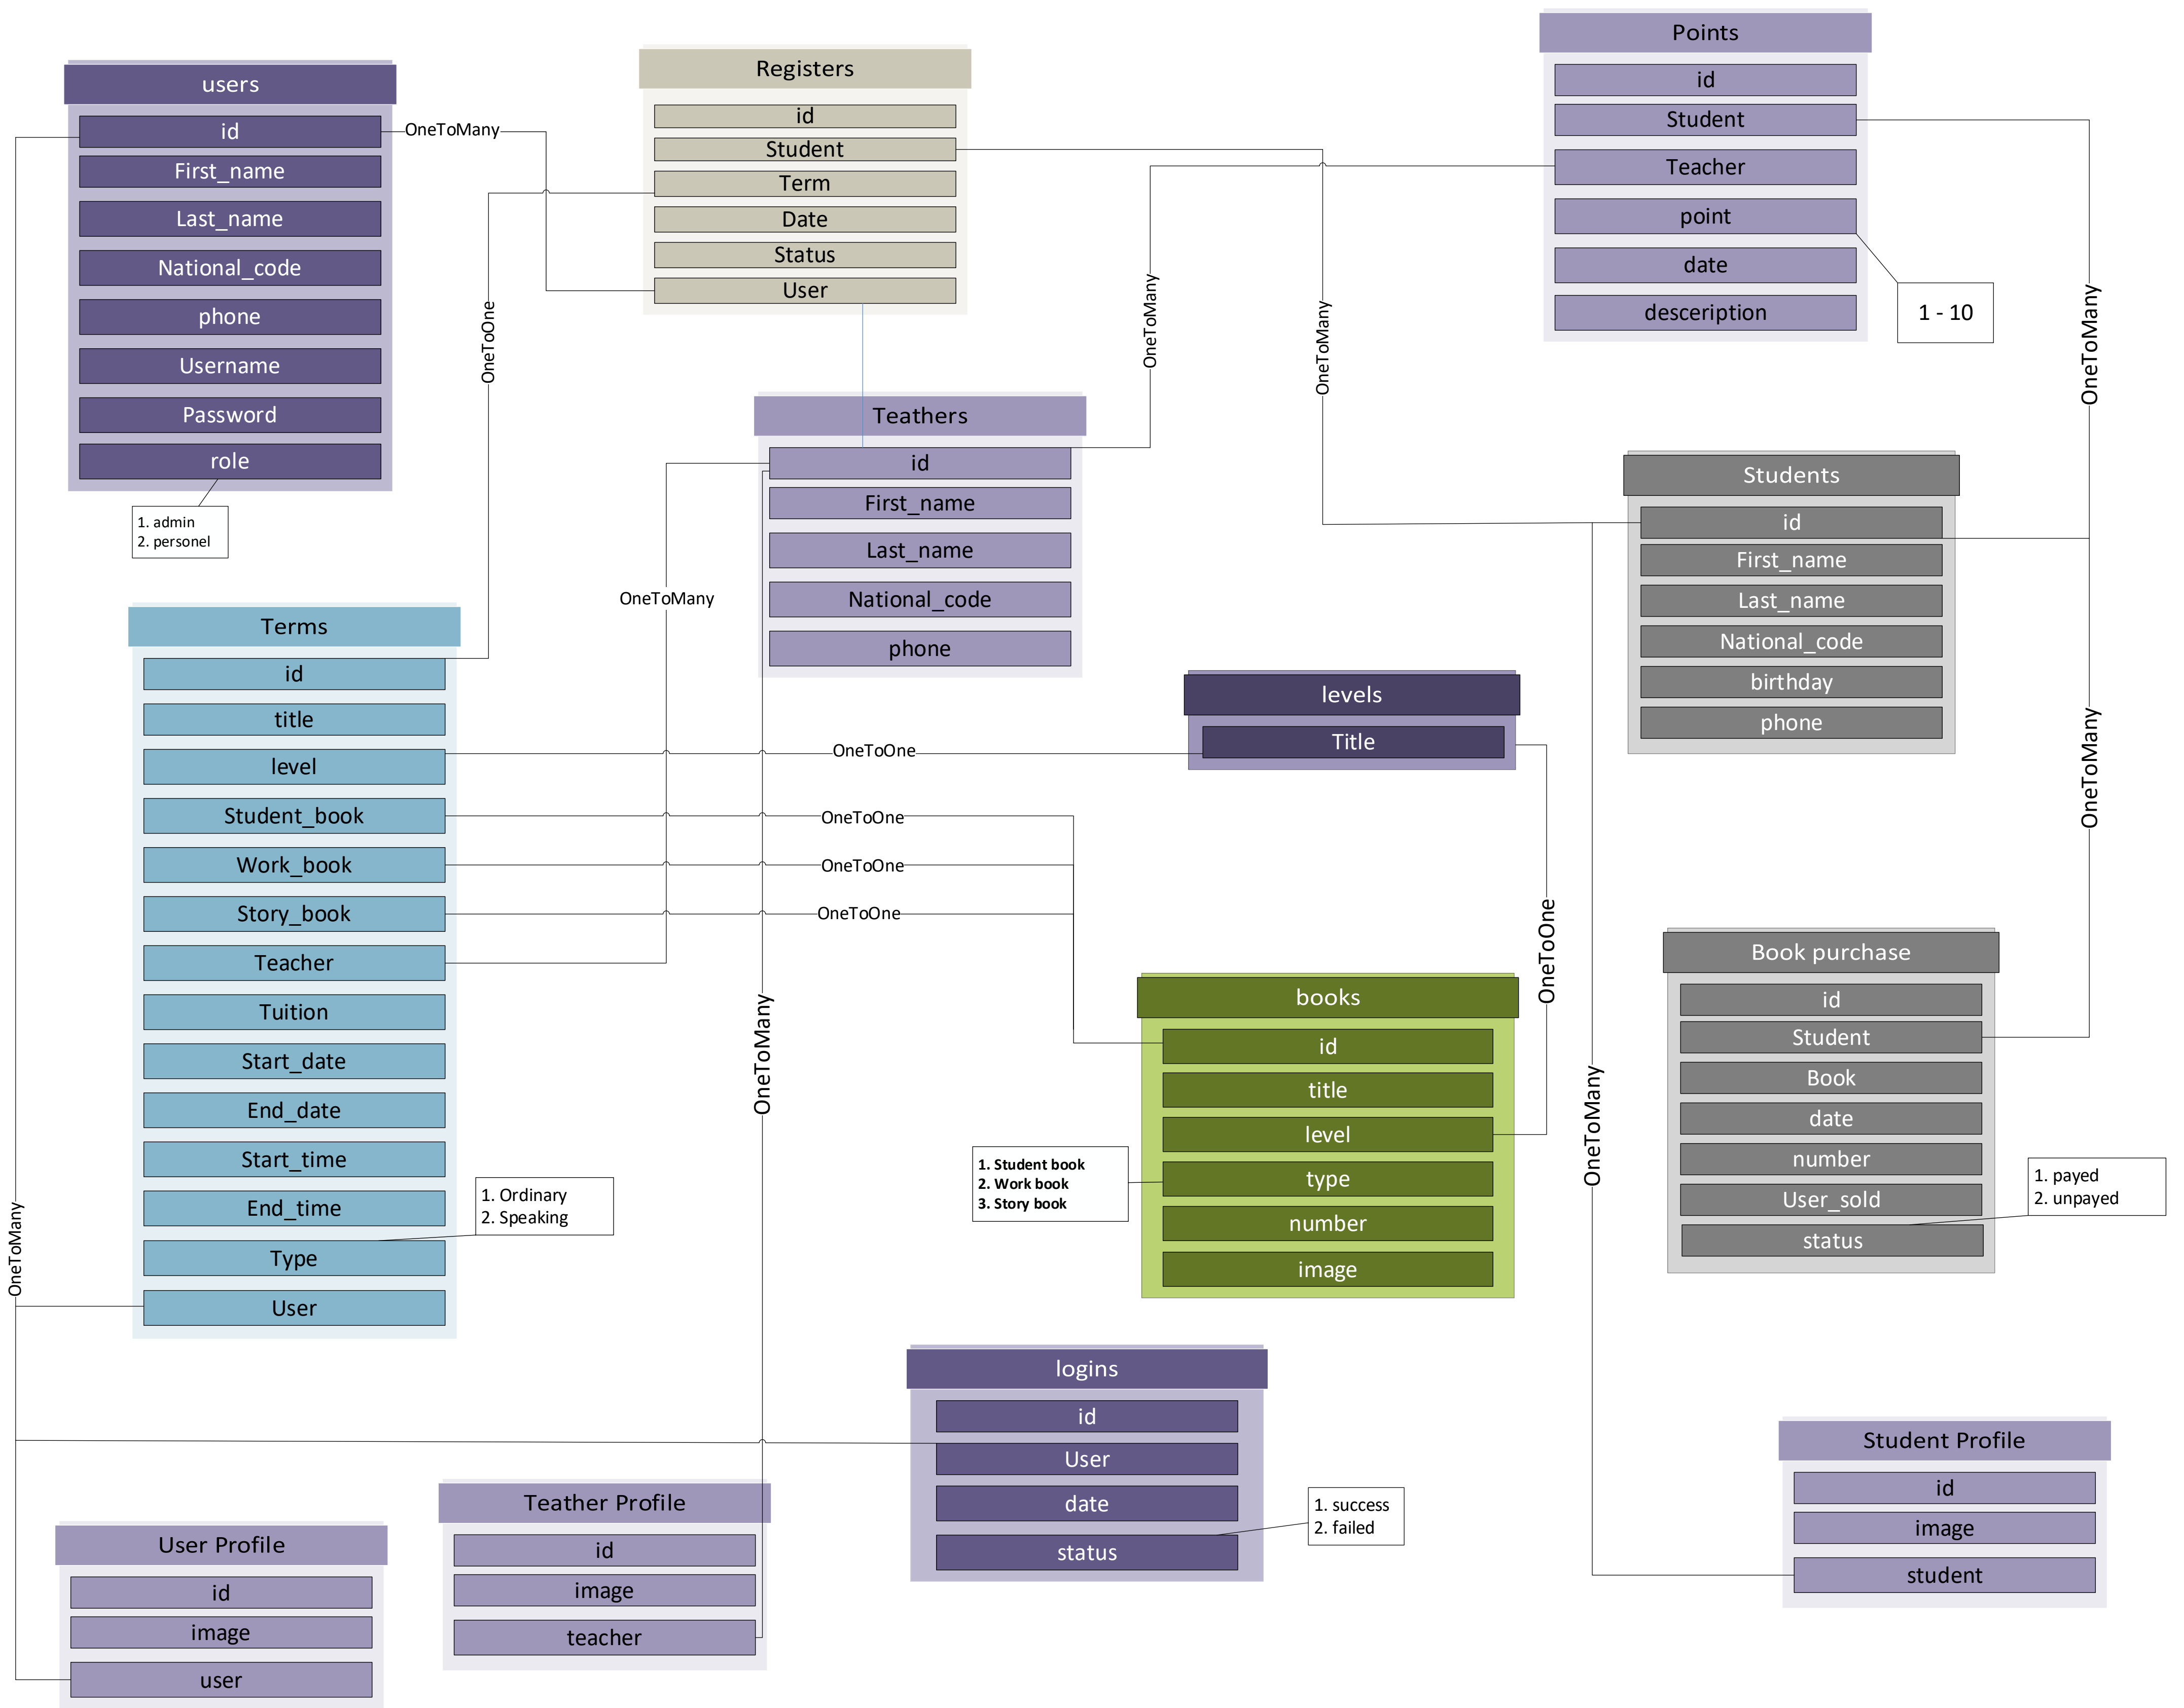 users
id
First_name
Last_name
National_code
phone
Username
Password
role
1. admin
2. personel
OneToMany
Registers
id
Student
Term
Date
Status
User
OneToOne
OneToMany
OneToMany
Points
id
Student
Teacher
point
date
desceription
1 - 10
OneToMany
Teathers
id
First_name
Last_name
National_code
phone
OneToMany
Students
id
First_name
Last_name
National_code
birthday
phone
OneToMany
Terms
id
title
level
Student_book
Work_book
Story_book
Teacher
Tuition
Start_date
End_date
Start_time
End_time
Type
User
1. Ordinary
2. Speaking
OneToOne
OneToOne
OneToOne
OneToOne
levels
Title
OneToOne
books
id
title
level
type
number
image
1. Student book
2. Work book
3. Story book
OneToMany
OneToMany
Book purchase
id
Student
Book
date
number
User_sold
status
1. payed
2. unpayed
OneToMany
logins
id
User
date
status
1. success
2. failed
User Profile
id
image
user
Teather Profile
id
image
teacher
Student Profile
id
image
student